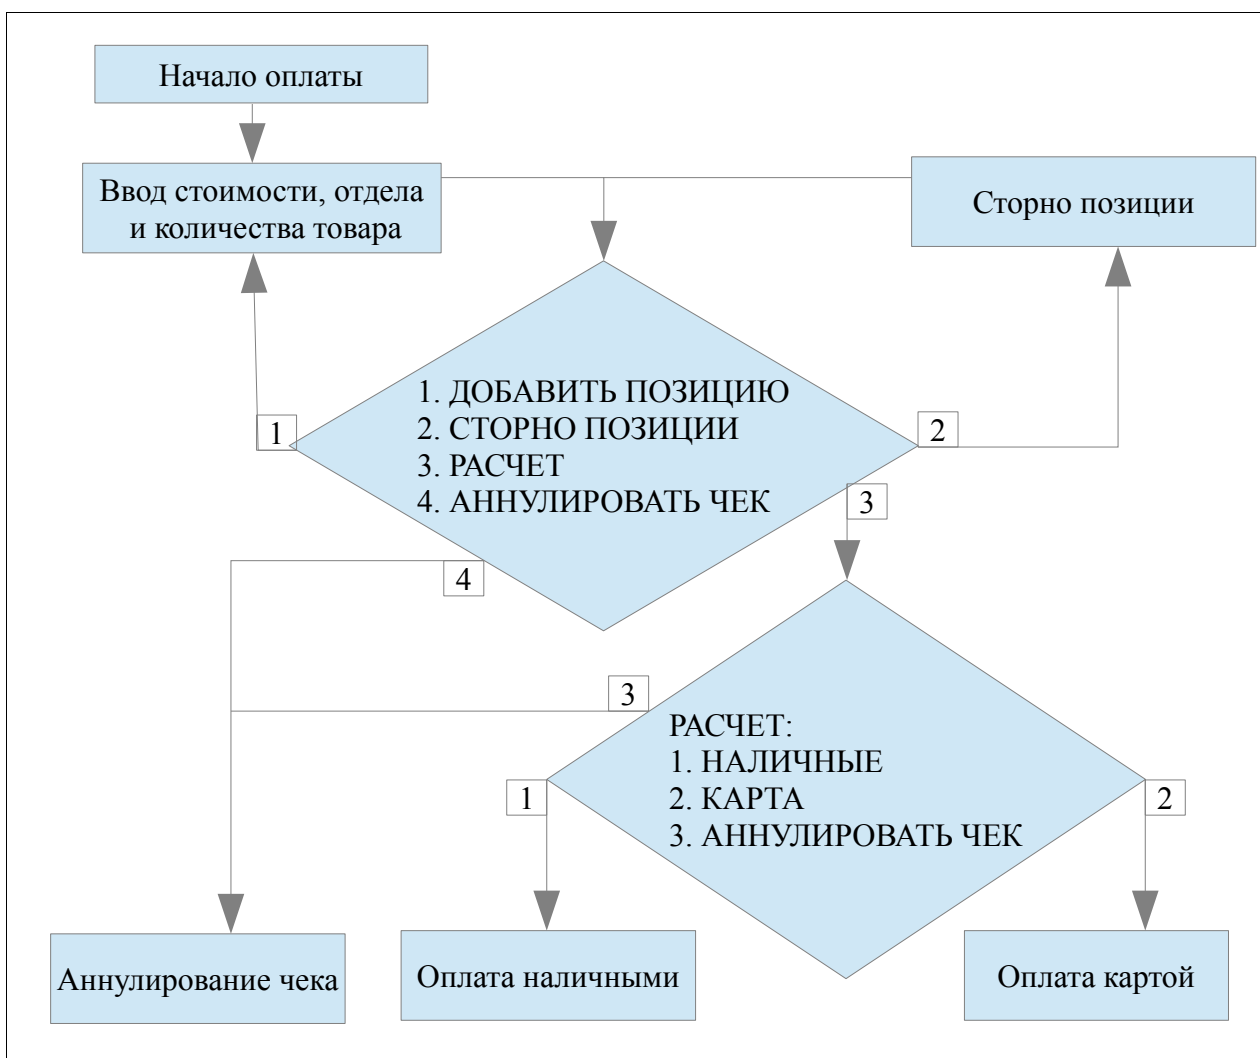 Начало оплаты
Ввод стоимости, отдела
и количества товара
Сторно позиции
1. ДОБАВИТЬ ПОЗИЦИЮ
2. СТОРНО ПОЗИЦИИ
3. РАСЧЕТ
4. АННУЛИРОВАТЬ ЧЕК
1
2
3
4
3
РАСЧЕТ:
1. НАЛИЧНЫЕ
2. КАРТА
3. АННУЛИРОВАТЬ ЧЕК
1
2
Аннулирование чека
Оплата наличными
Оплата картой